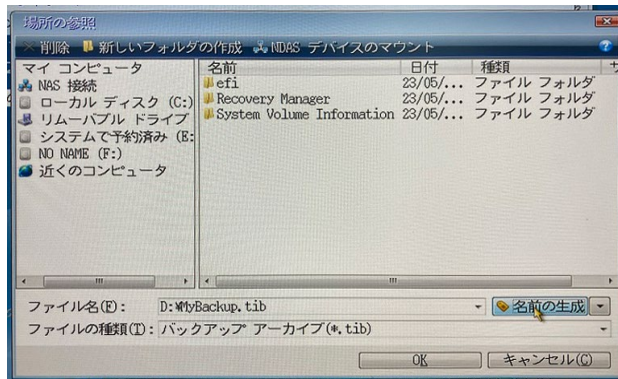 場所の参照
削除 新しいフォルダの作成 NDAS デバイスのマウント
マイ コンピュータ
NAS 接続
ローカル ディスク (C:)
リムーバブル ドライブ
システムで予約済み (E:
NO NAME (F:)
近くのコンピュータ
名前 日付 種類 サ
efi 23/05/... ファイル フォルダ
Recovery Manager 23/05/... ファイル フォルダ
System Volume Information 23/05/... ファイル フォルダ
ファイル名(F): D:¥MyBackup.tib 名前の生成
ファイルの種類(T): バックアップ アーカイブ(*.tib)
OK キャンセル(C)